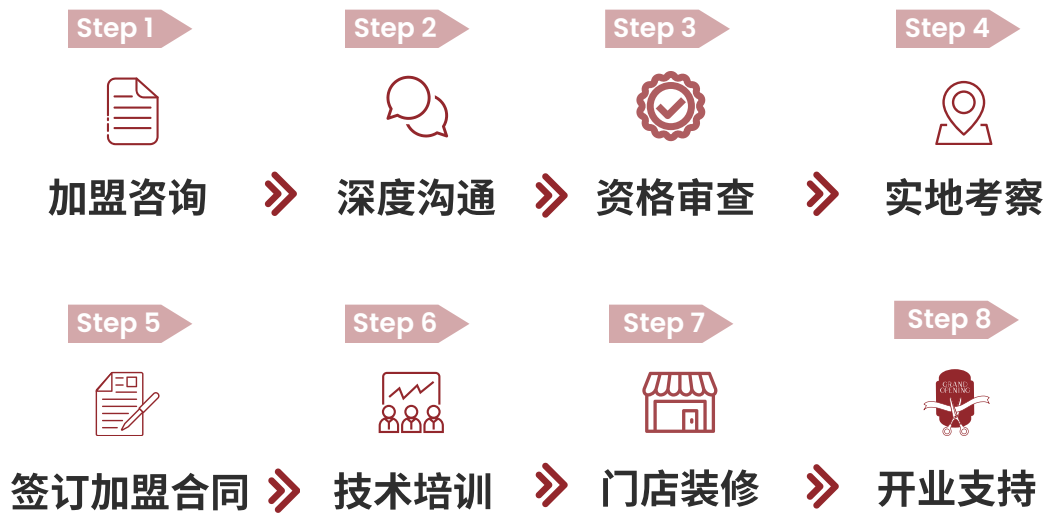 Step 1
Step 2
Step 3
Step 4
加盟咨询
深度沟通
资格审查
实地考察
Step 5
Step 6
Step 7
Step 8
GRAND
OPENING
签订加盟合同
技术培训
门店装修
开业支持